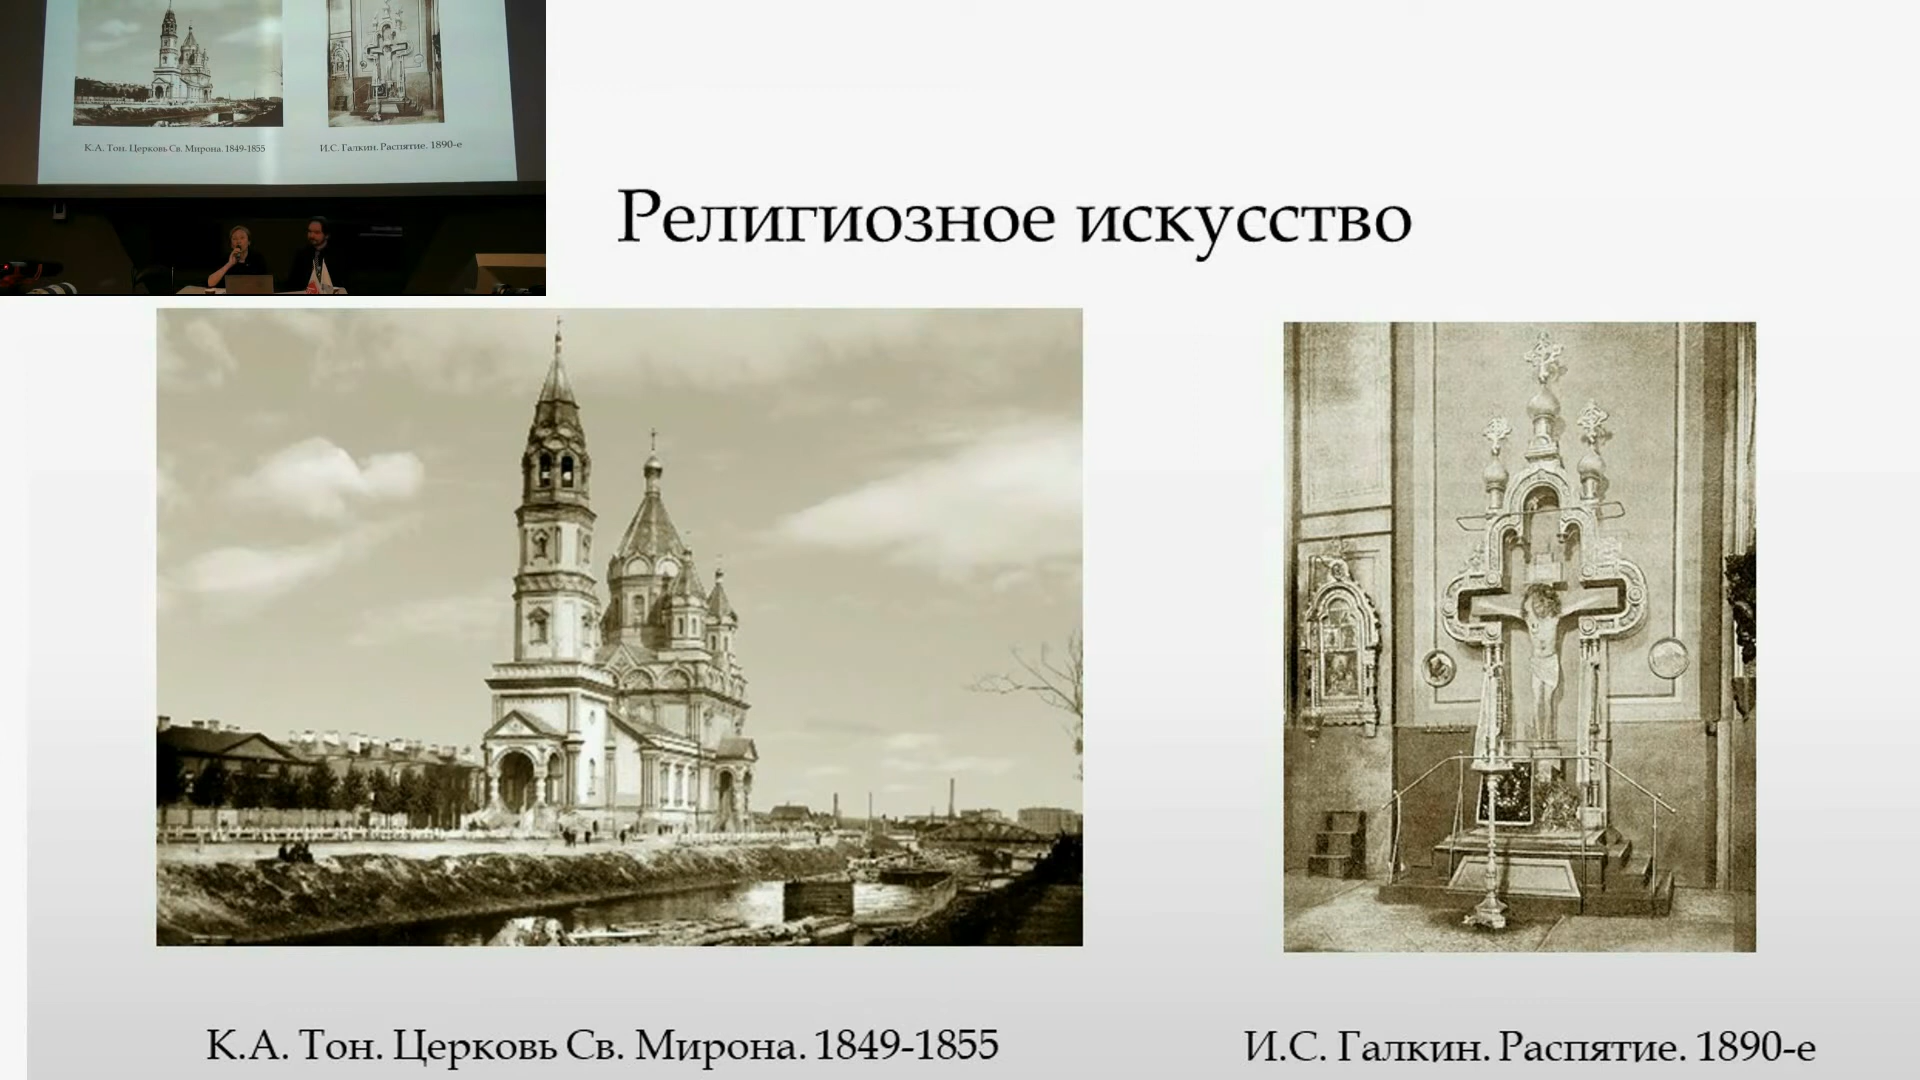 К.А. Тон. Церковь Св. Мирона. 1849-1855
И.С. Галкин. Распятие. 1890-е
Религиозное искусство
К.А. Тон. Церковь Св. Мирона. 1849-1855
И.С. Галкин. Распятие. 1890-е